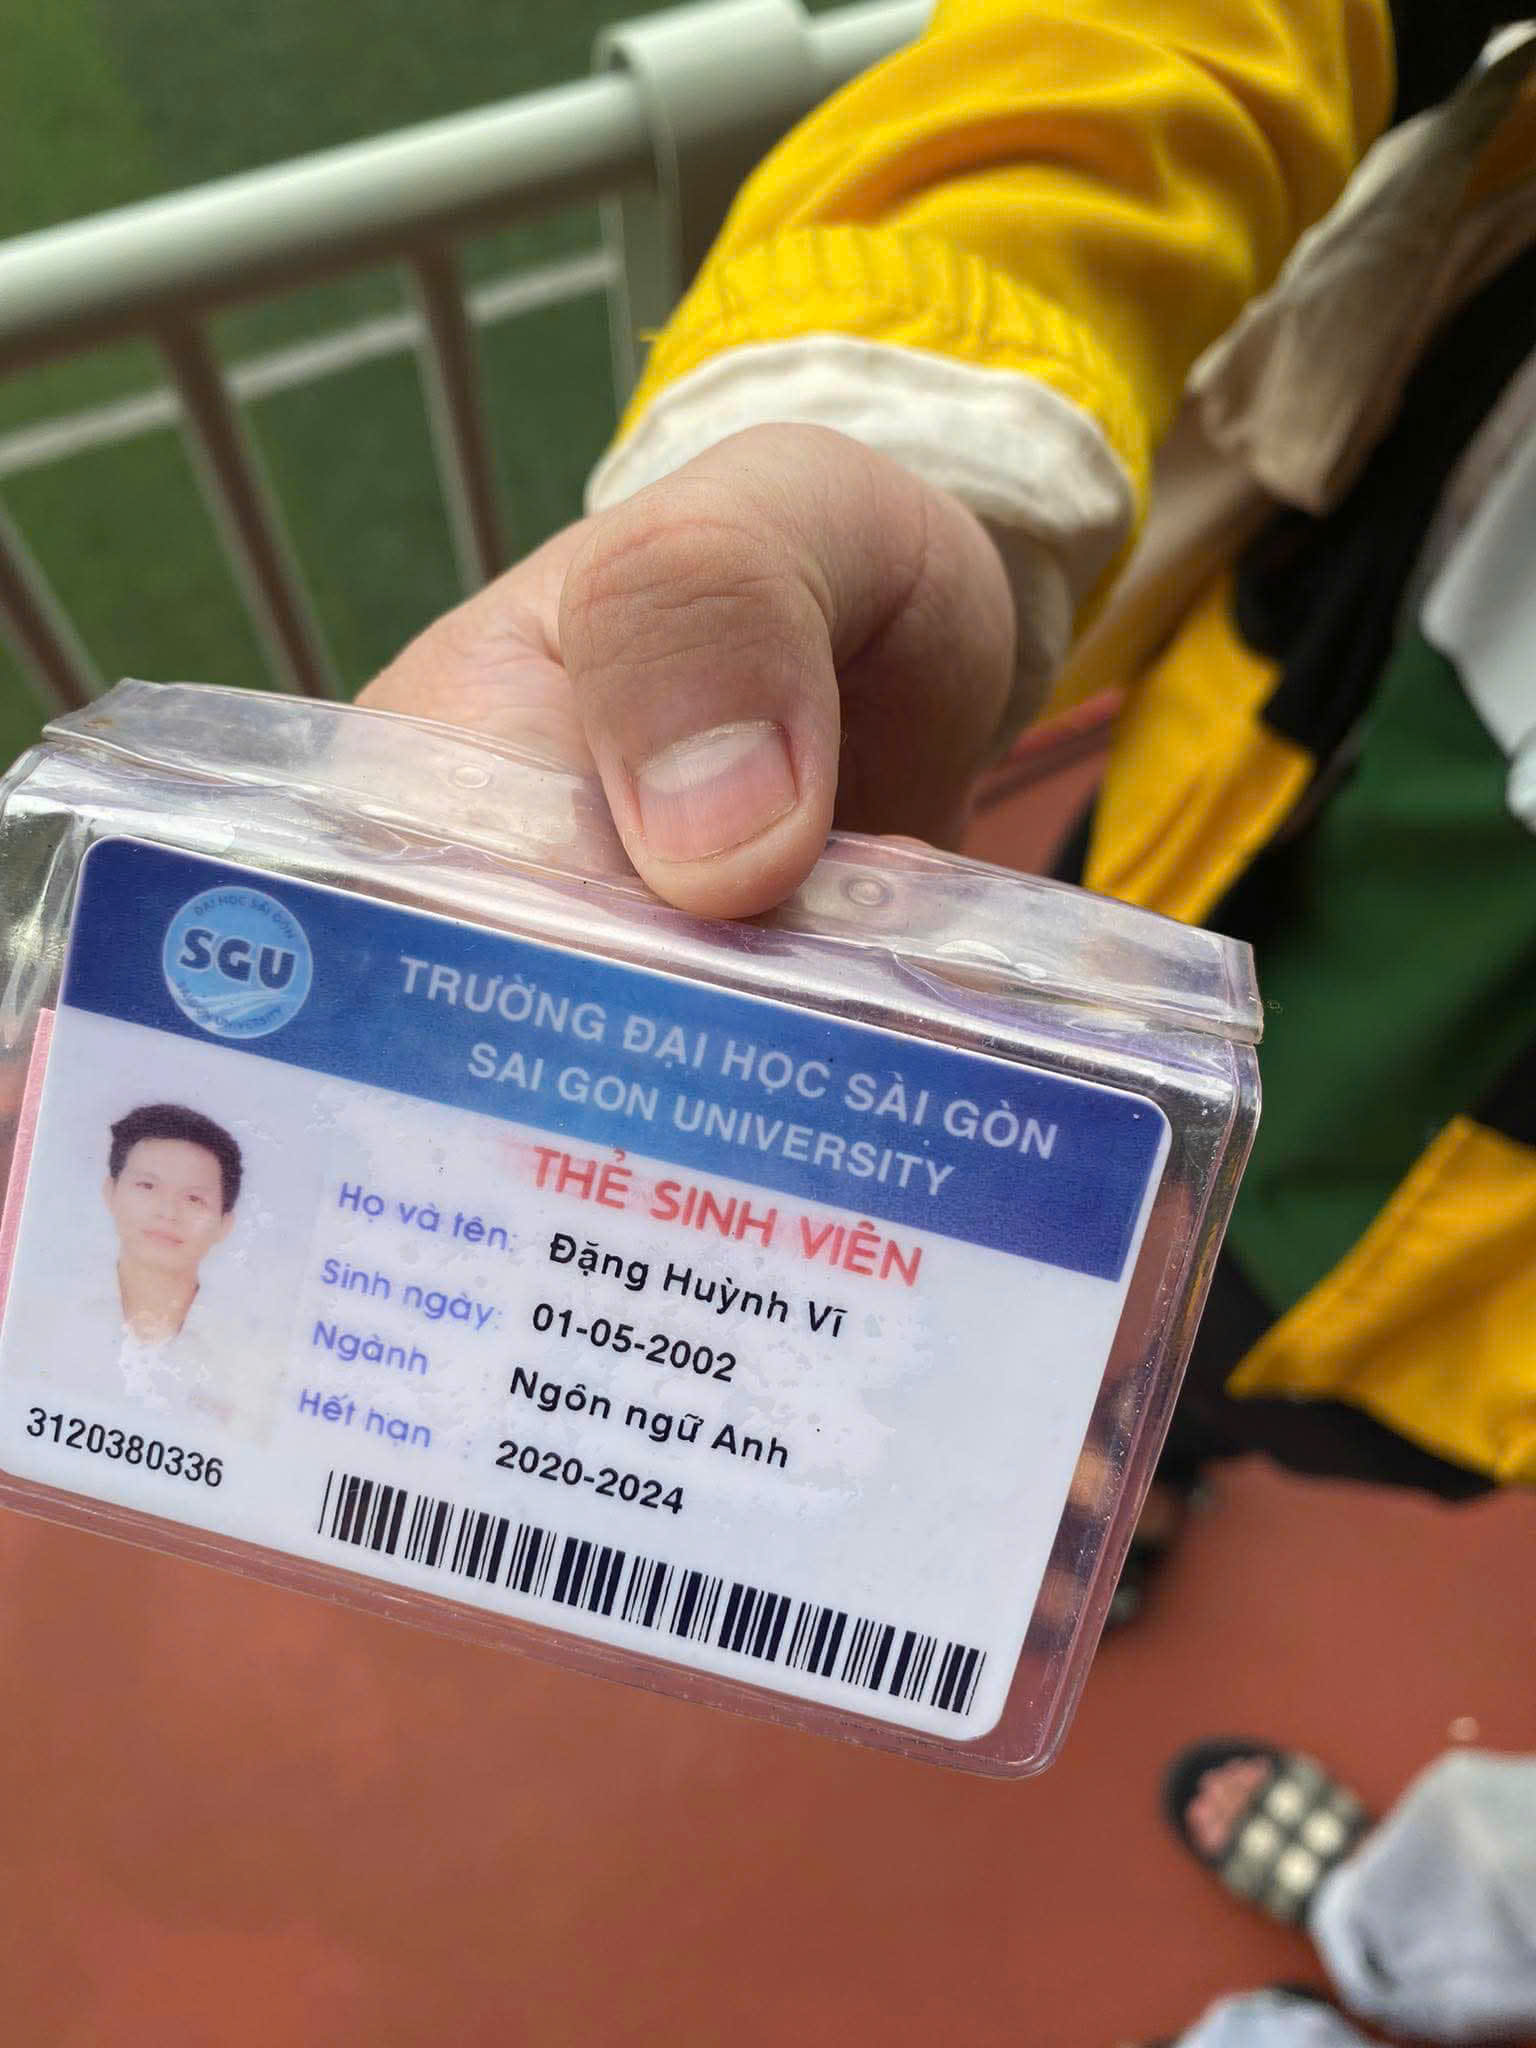 ĐẠI HỌC SÀI GÒN
SGU
SAIGON UNIVERSITY
TRƯỜNG ĐẠI HỌC SÀI GÒN
SAI GON UNIVERSITY
THẺ SINH VIÊN
Họ và tên: Đặng Huỳnh Vĩ
Sinh ngày: 01-05-2002
Ngành Ngôn ngữ Anh
Hết hạn : 2020-2024
3120380336